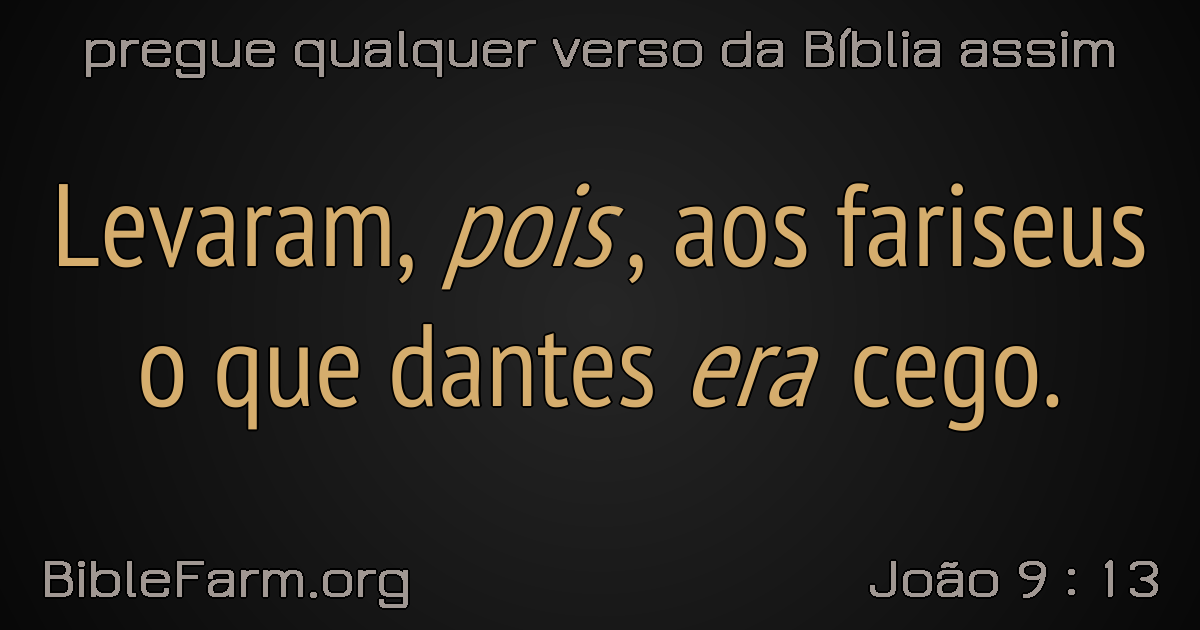 pregue qualquer verso da Bíblia assim
Levaram, pois, aos fariseus
o que dantes era cego.
BibleFarm.org
João 9 : 13